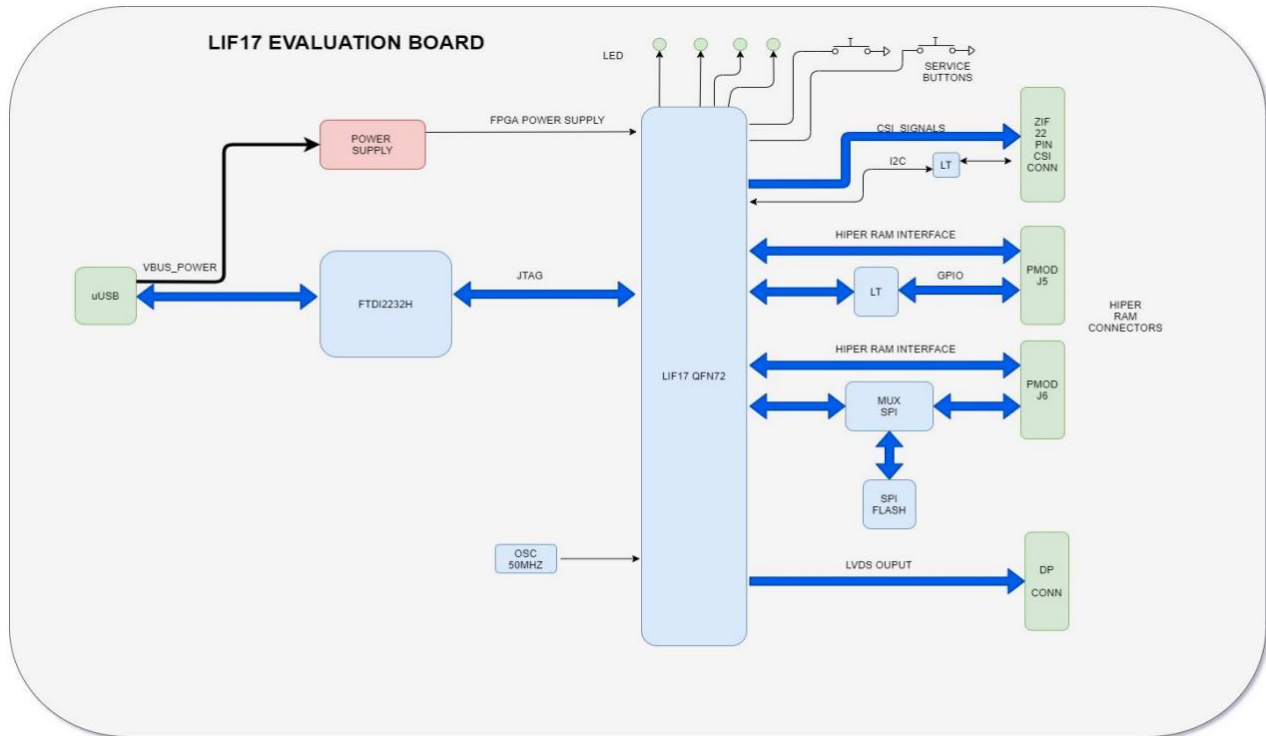 LIF17 EVALUATION BOARD
LED
SERVICE
BUTTONS
FPGA POWER SUPPLY
POWER
SUPPLY
CSI_SIGNALS
ZIF
22
PIN
CSI
CONN
I2C
LT
HIPER RAM INTERFACE
VBUS_POWER
JTAG
GPIO
PMOD
J5
uUSB
FTDI2232H
LT
HIPER
RAM
CONNECTORS
HIPER RAM INTERFACE
LIF17 QFN72
PMOD
J6
MUX
SPI
SPI
FLASH
OSC
50MHZ
LVDS OUPUT
DP
CONN